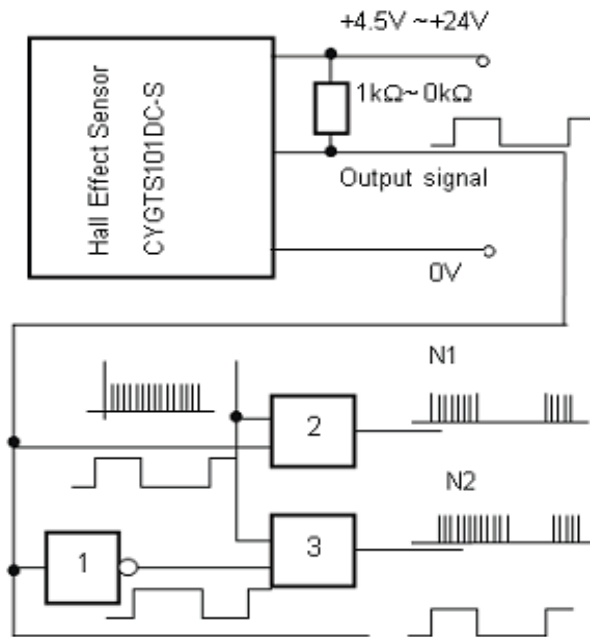 +4.5V ~+24V
Hall Effect Sensor
CYGTS101DC-S
1kΩ~ 0kΩ
Output signal
0V
N1
2
N2
1
3